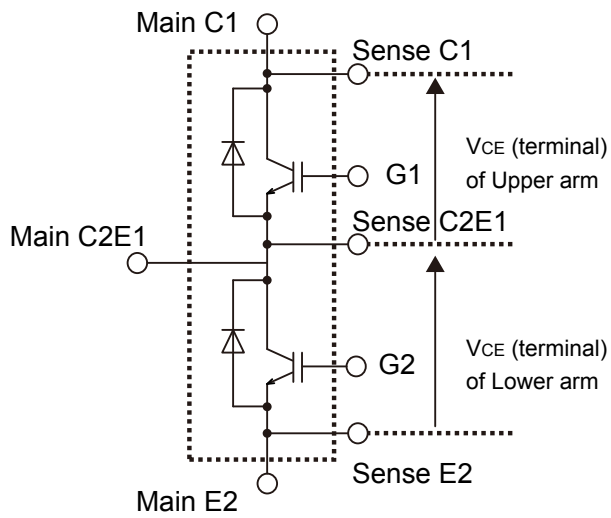 Main C1
Sense C1
VCE (terminal)
of Upper arm
G1
Main C2E1
Sense C2E1
VCE (terminal)
of Lower arm
G2
Sense E2
Main E2